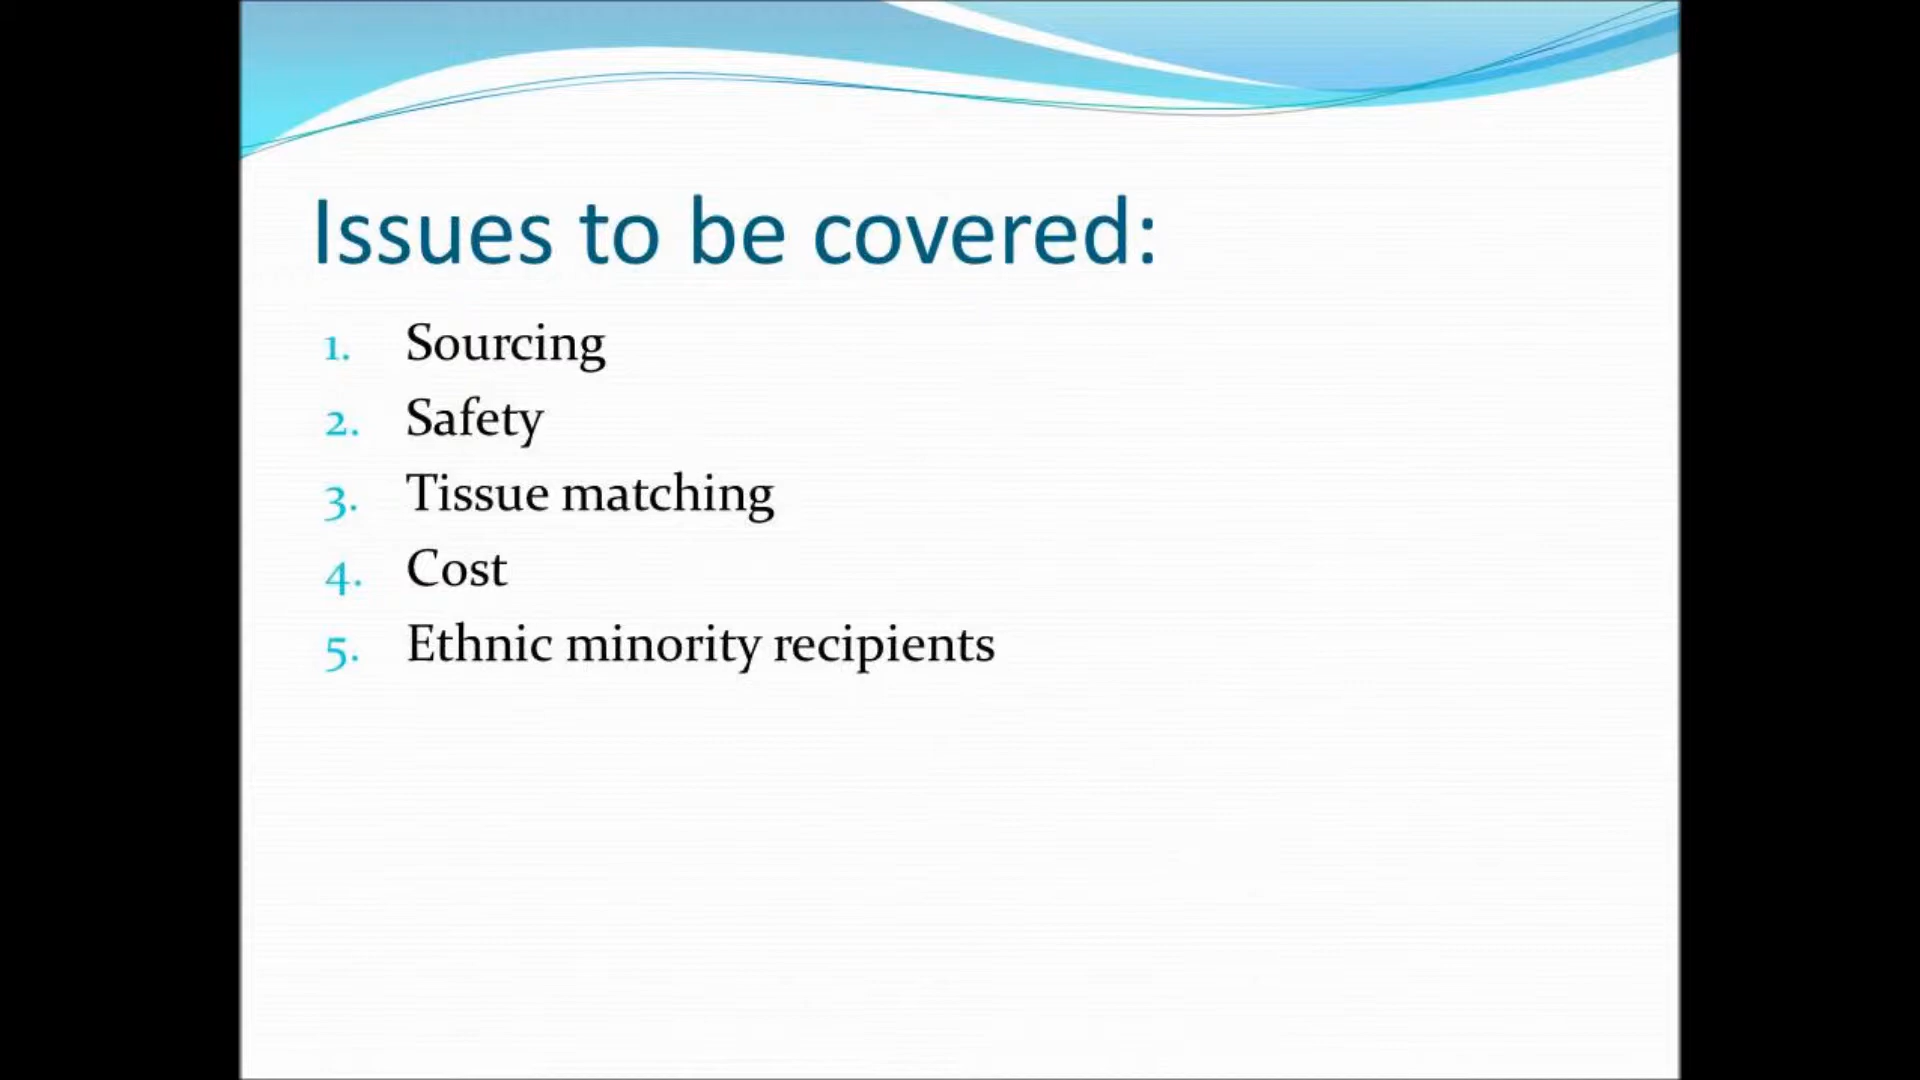 Issues to be covered:
1. Sourcing
2. Safety
3. Tissue matching
4. Cost
5. Ethnic minority recipients